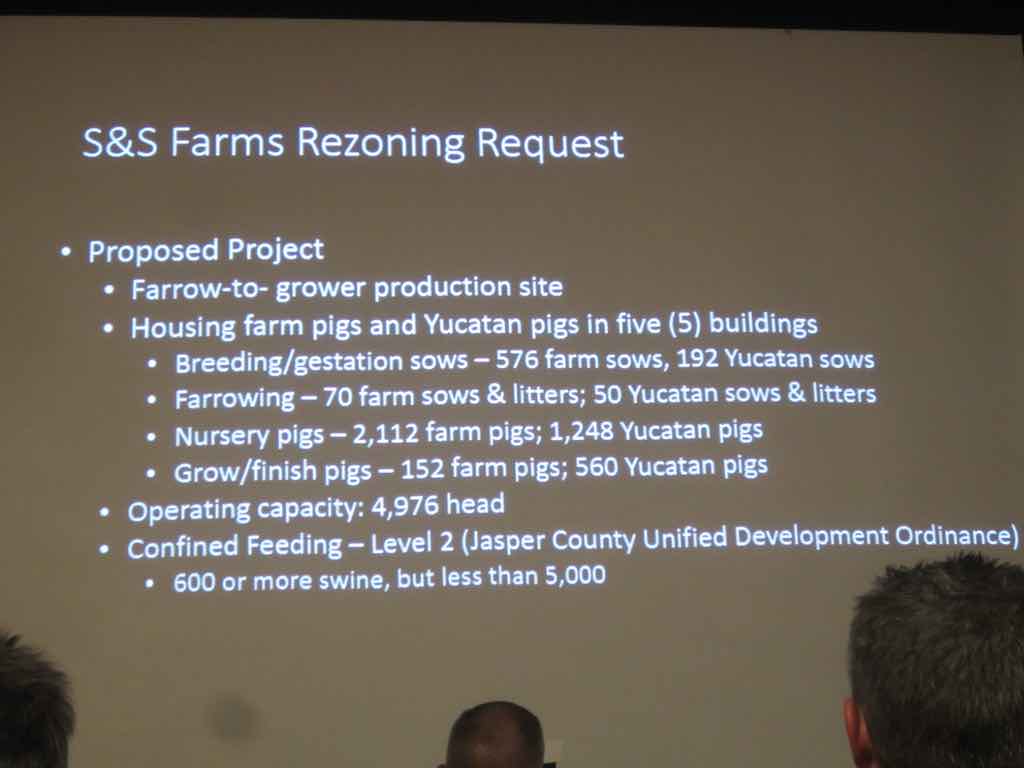 S&S Farms Rezoning Request
• Proposed Project
• Farrow-to- grower production site
• Housing farm pigs and Yucatan pigs in five (5) buildings
• Breeding/gestation sows – 576 farm sows, 192 Yucatan sows
• Farrowing – 70 farm sows & litters; 50 Yucatan sows & litters
• Nursery pigs – 2,112 farm pigs; 1,248 Yucatan pigs
• Grow/finish pigs – 152 farm pigs; 560 Yucatan pigs
• Operating capacity: 4,976 head
• Confined Feeding – Level 2 (Jasper County Unified Development Ordinance)
• 600 or more swine, but less than 5,000